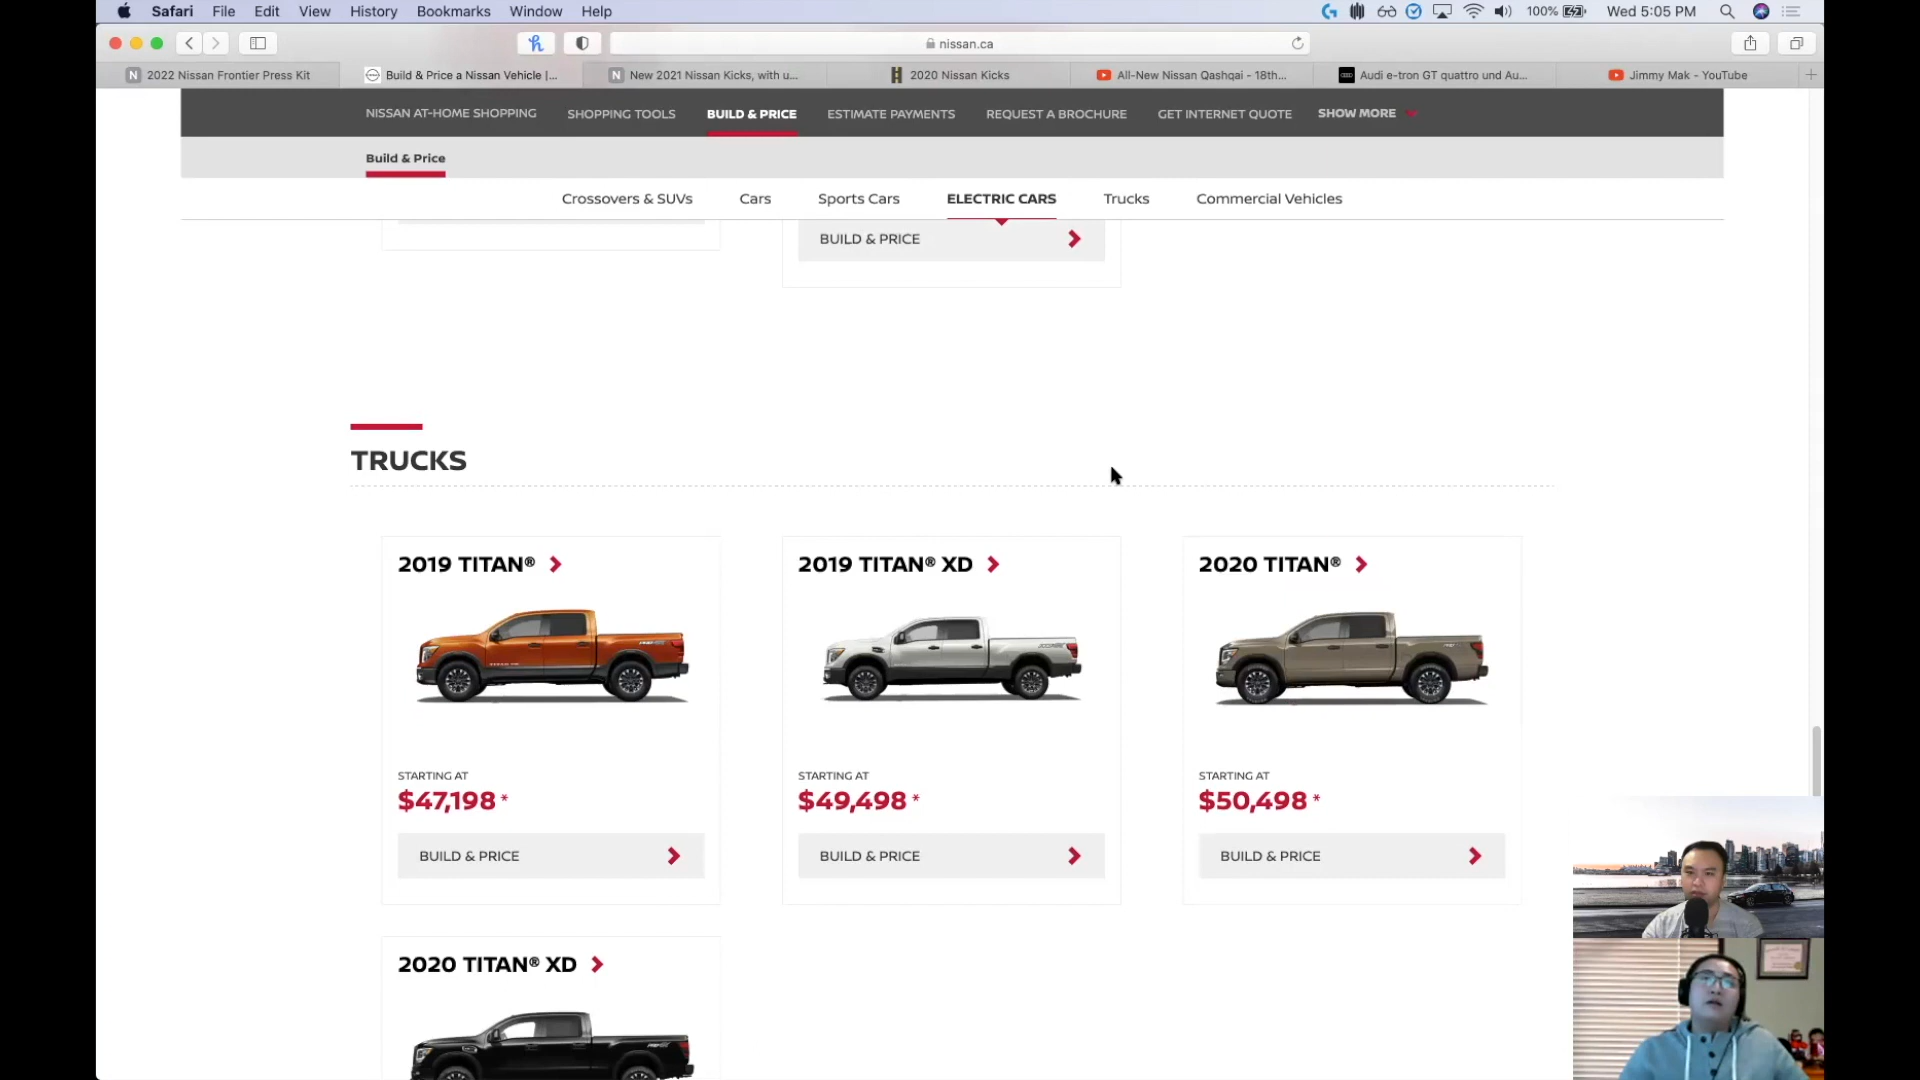 Safari File Edit View History Bookmarks Window Help 100% Wed 5:05 PM
nissan.ca
2022 Nissan Frontier Press Kit
Build & Price a Nissan Vehicle |...
New 2021 Nissan Kicks, with u...
2020 Nissan Kicks
All-New Nissan Qashqai - 18th...
Audi e-tron GT quattro und Au...
Jimmy Mak - YouTube
NISSAN AT-HOME SHOPPING SHOPPING TOOLS BUILD & PRICE ESTIMATE PAYMENTS REQUEST A BROCHURE GET INTERNET QUOTE SHOW MORE
Build & Price
Crossovers & SUVs Cars Sports Cars ELECTRIC CARS Trucks Commercial Vehicles
BUILD & PRICE
TRUCKS
2019 TITAN® 2019 TITAN® XD 2020 TITAN®
STARTING AT STARTING AT STARTING AT
$47,198* $49,498* $50,498*
BUILD & PRICE BUILD & PRICE BUILD & PRICE
2020 TITAN® XD